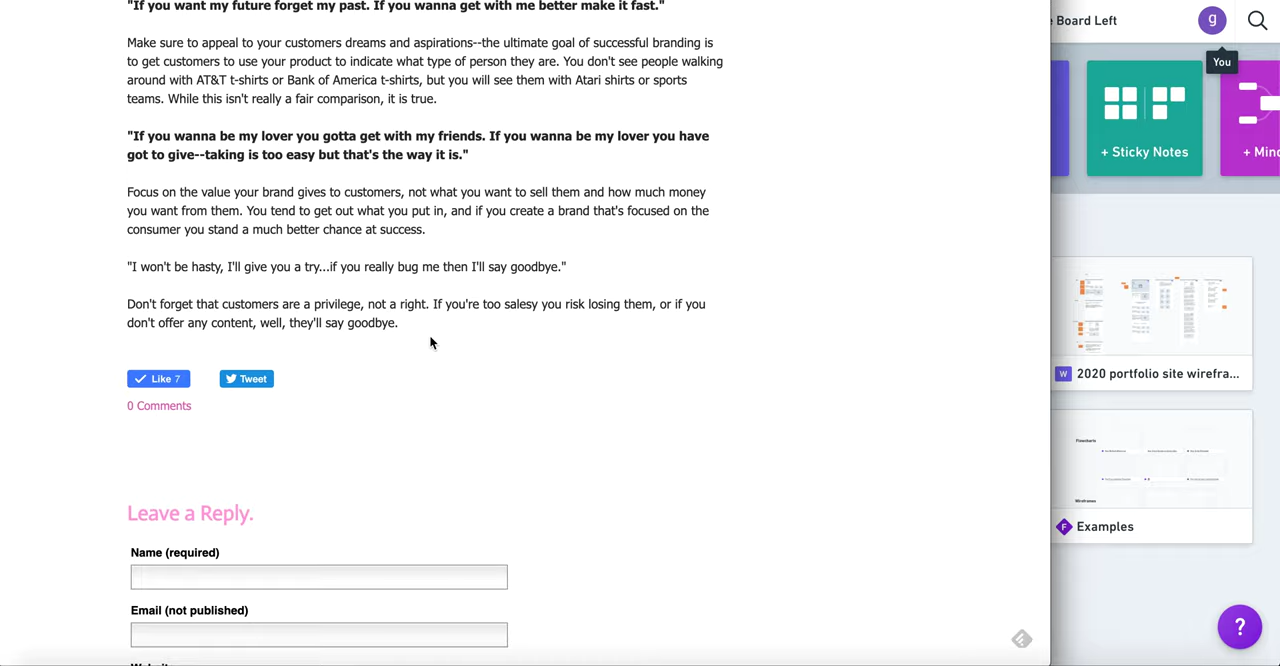 "If you want my future forget my past. If you wanna get with me better make it fast."
Make sure to appeal to your customers dreams and aspirations--the ultimate goal of successful branding is
to get customers to use your product to indicate what type of person they are. You don't see people walking
around with AT&T t-shirts or Bank of America t-shirts, but you will see them with Atari shirts or sports
teams. While this isn't really a fair comparison, it is true.
"If you wanna be my lover you gotta get with my friends. If you wanna be my lover you have
got to give--taking is too easy but that's the way it is."
Focus on the value your brand gives to customers, not what you want to sell them and how much money
you want from them. You tend to get out what you put in, and if you create a brand that's focused on the
consumer you stand a much better chance at success.
"I won't be hasty, I'll give you a try...if you really bug me then I'll say goodbye."
Don't forget that customers are a privilege, not a right. If you're too salesy you risk losing them, or if you
don't offer any content, well, they'll say goodbye.
Like 7
Tweet
0 Comments
Leave a Reply.
Name (required)
Email (not published)
e Board Left
g
You
+ Sticky Notes
+ Mind
W
2020 portfolio site wirefra...
Flowcharts
Wireframes
F
Examples
?